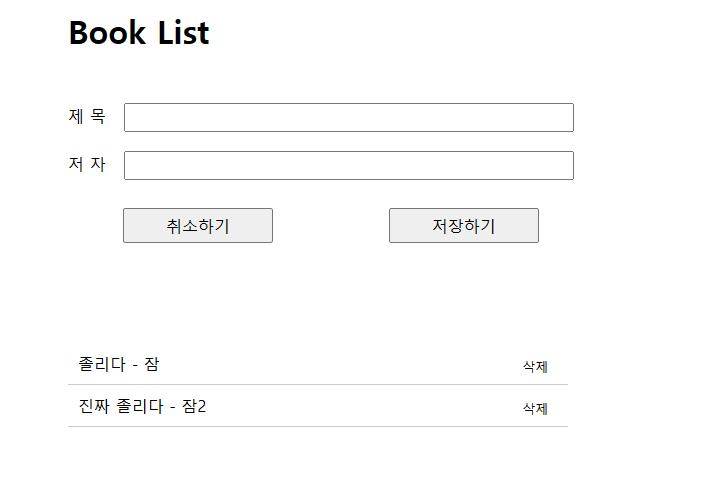 Book List
제 목
저 자
취소하기 저장하기
졸리다 - 잠 삭제
진짜 졸리다 - 잠2 삭제